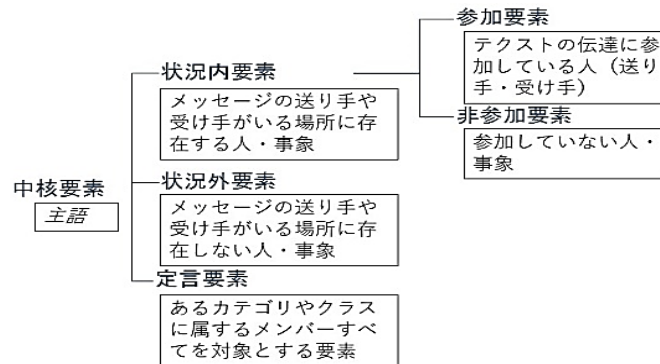 参加要素
テクストの伝達に参
加している人（送り
手・受け手）
状況内要素
メッセージの送り手や
受け手がいる場所に存
在する人・事象
非参加要素
参加していない人・
事象
中核要素
主語
状況外要素
メッセージの送り手や
受け手がいる場所に存
在しない人・事象
定言要素
あるカテゴリやクラス
に属するメンバーすべ
てを対象とする要素